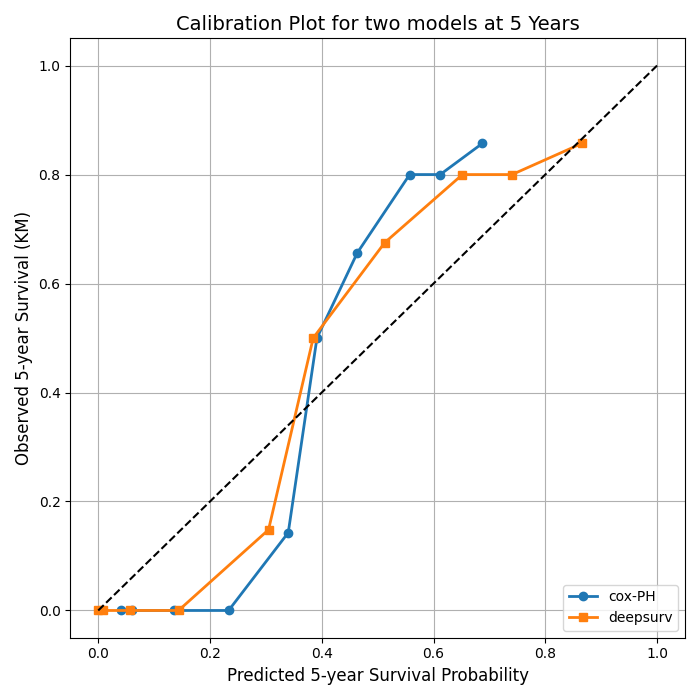 Calibration Plot for two models at 5 Years
Observed 5-year Survival (KM)
1.0
0.8
0.6
0.4
0.2
0.0
0.0 0.2 0.4 0.6 0.8 1.0
Predicted 5-year Survival Probability
cox-PH
deepsurv